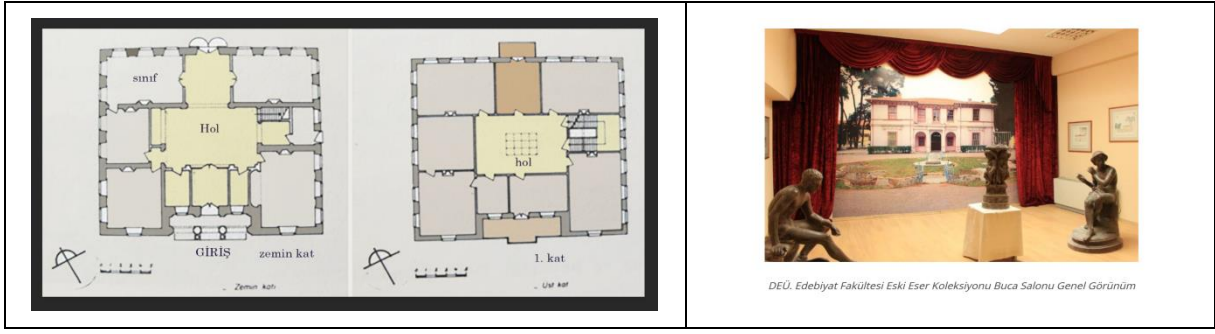 sınıf
Hol
GİRİŞ
zemin kat
Zemin katı
hol
1. kat
Üst kat
DEÜ. Edebiyat Fakültesi Eski Eser Koleksiyonu Buca Salonu Genel Görünüm